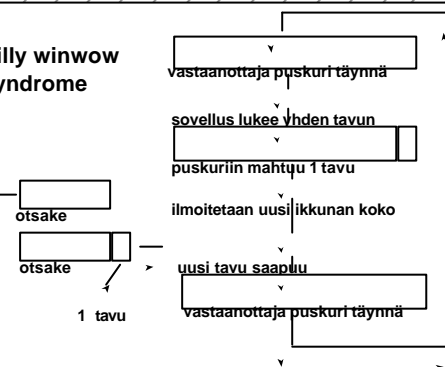 illy winwow
yndrome
vastaanottaja puskuri täynnä
sovellus lukee yhden tavun
puskuriin mahtuu 1 tavu
otsake
ilmoitetaan uusi ikkunan koko
otsake
uusi tavu saapuu
1 tavu
vastaanottaja puskuri täynnä